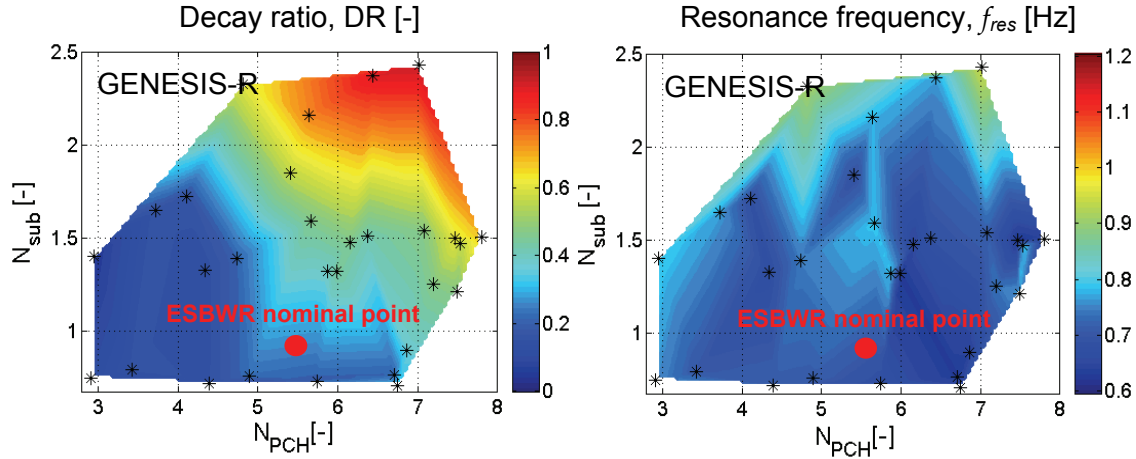 Decay ratio, DR [-]
GENESIS-R
ESBWR nominal point
2.5
2
1.5
1
3 4 5 6 7 8
N_PCH[-]
N_sub[-]
1
0.8
0.6
0.4
0.2
0
Resonance frequency, f_res [Hz]
GENESIS-R
ESBWR nominal point
2.5
2
1.5
1
3 4 5 6 7 8
N_PCH[-]
N_sub[-]
1.2
1.1
1
0.9
0.8
0.7
0.6